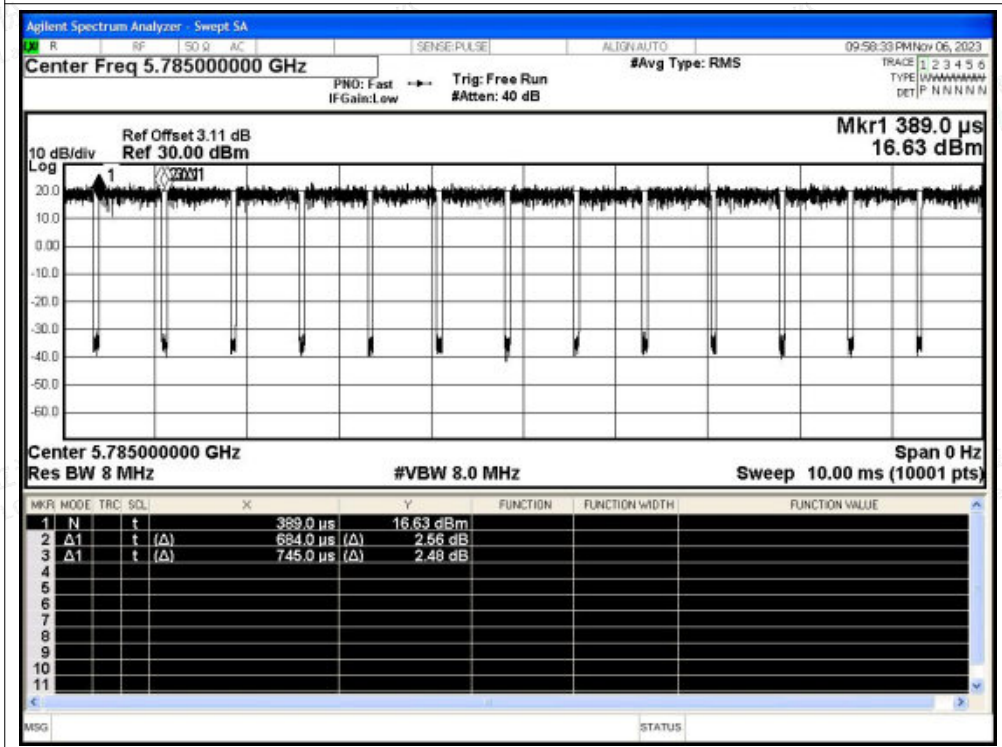 Agilent Spectrum Analyzer - Swept SA
LXI R RF 50 Ω AC SENSE:PULSE ALIGN AUTO 09:58:33 PM Nov 06, 2023
Center Freq 5.785000000 GHz #Avg Type: RMS TRACE 1 2 3 4 5 6
PNO: Fast Trig: Free Run TYPE
IFGain:Low #Atten: 40 dB DET P N N N N N
Mkr1 389.0 µs
Ref Offset 3.11 dB
10 dB/div Ref 30.00 dBm 16.63 dBm
Log
1
20.0
10.0
0.00
-10.0
-20.0
-30.0
-40.0
-50.0
-60.0
Center 5.785000000 GHz Span 0 Hz
Res BW 8 MHz #VBW 8.0 MHz Sweep 10.00 ms (10001 pts)
MKR MODE TRC SCL X Y FUNCTION FUNCTION WIDTH FUNCTION VALUE
1 N t 389.0 µs 16.63 dBm
2 Δ1 t (Δ) 684.0 µs (Δ) 2.56 dB
3 Δ1 t (Δ) 745.0 µs (Δ) 2.48 dB
4
5
6
7
8
9
10
11
MSG STATUS